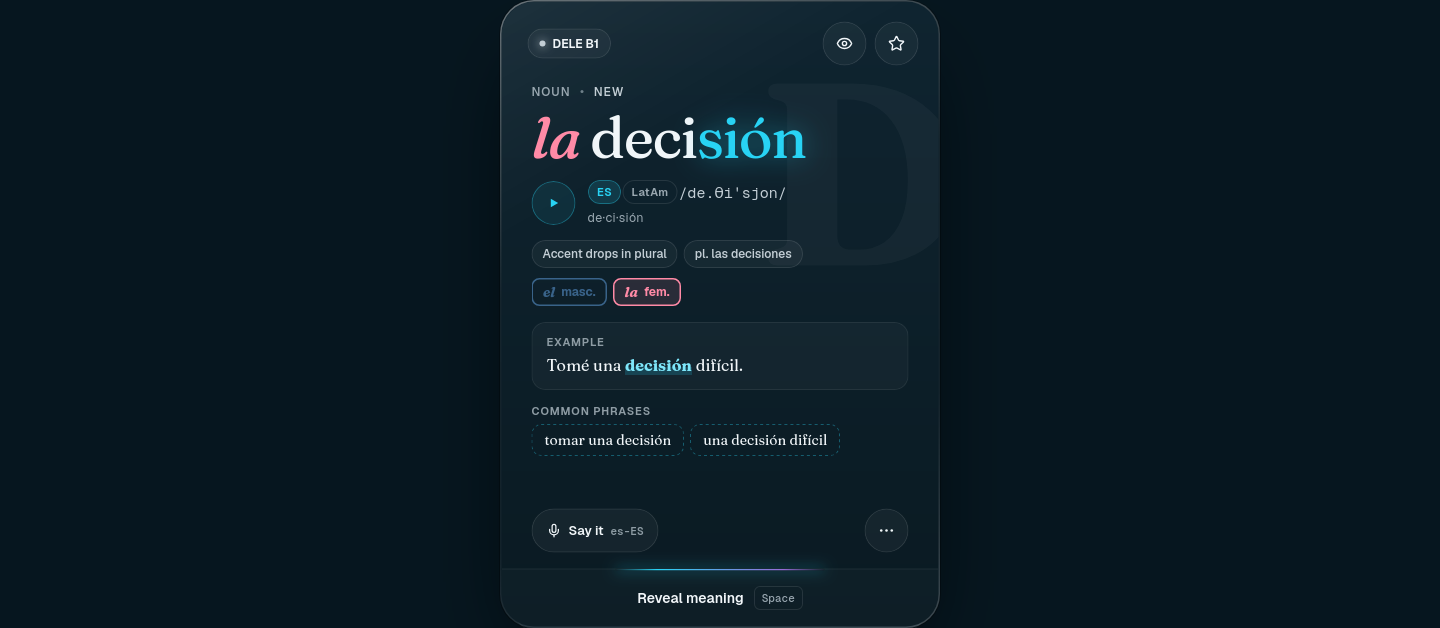 DELE B1
NOUN • NEW
la decisión
ES LatAm /de.θi'sjon/
de·ci·sión
Accent drops in plural pl. las decisiones
el masc. la fem.
EXAMPLE
Tomé una decisión difícil.
COMMON PHRASES
tomar una decisión una decisión difícil
Say it es-ES
Reveal meaning Space
D